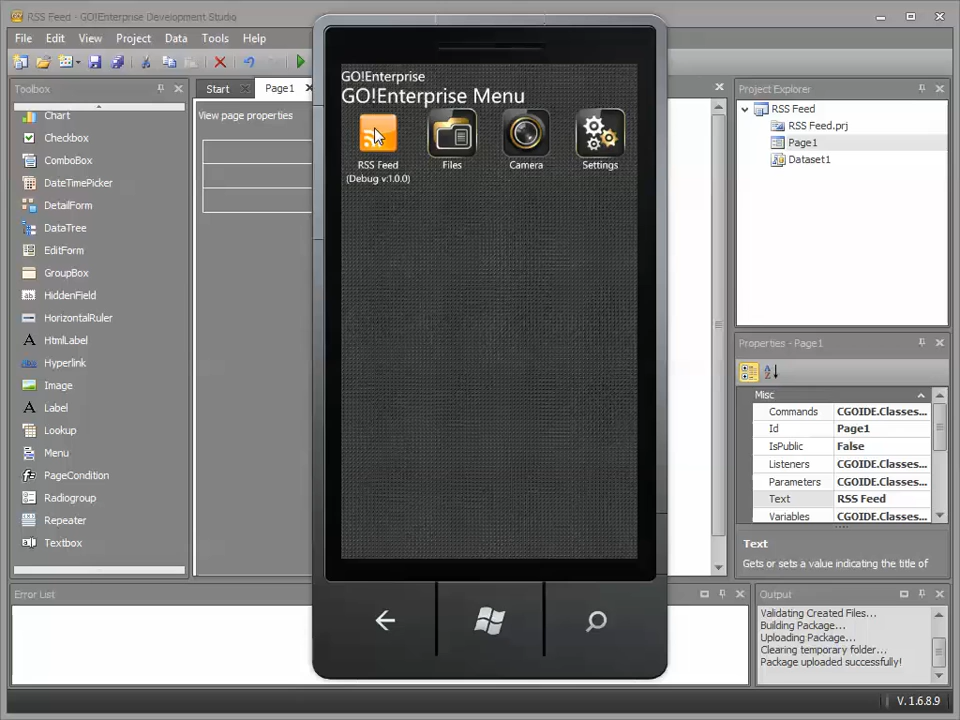 RSS Feed - GO!Enterprise Development Studio
File Edit View Project Data Tools Help
Toolbox
Chart
Checkbox
ComboBox
DateTimePicker
DetailForm
DataTree
EditForm
GroupBox
HiddenField
HorizontalRuler
HtmlLabel
Hyperlink
Image
Label
Lookup
Menu
PageCondition
Radiogroup
Repeater
Textbox
Start Page1
View page properties
GO!Enterprise
GO!Enterprise Menu
RSS Feed Files Camera Settings
(Debug v:1.0.0)
Project Explorer
RSS Feed
RSS Feed.prj
Page1
Dataset1
Properties - Page1
Misc
Commands CGOIDE.Classes...
Id Page1
IsPublic False
Listeners CGOIDE.Classes...
Parameters CGOIDE.Classes...
Text RSS Feed
Variables CGOIDE.Classes...
Text
Gets or sets a value indicating the title of
Error List
Output
Validating Created Files...
Building Package...
Uploading Package...
Clearing temporary folder...
Package uploaded successfully!
V. 1.6.8.9